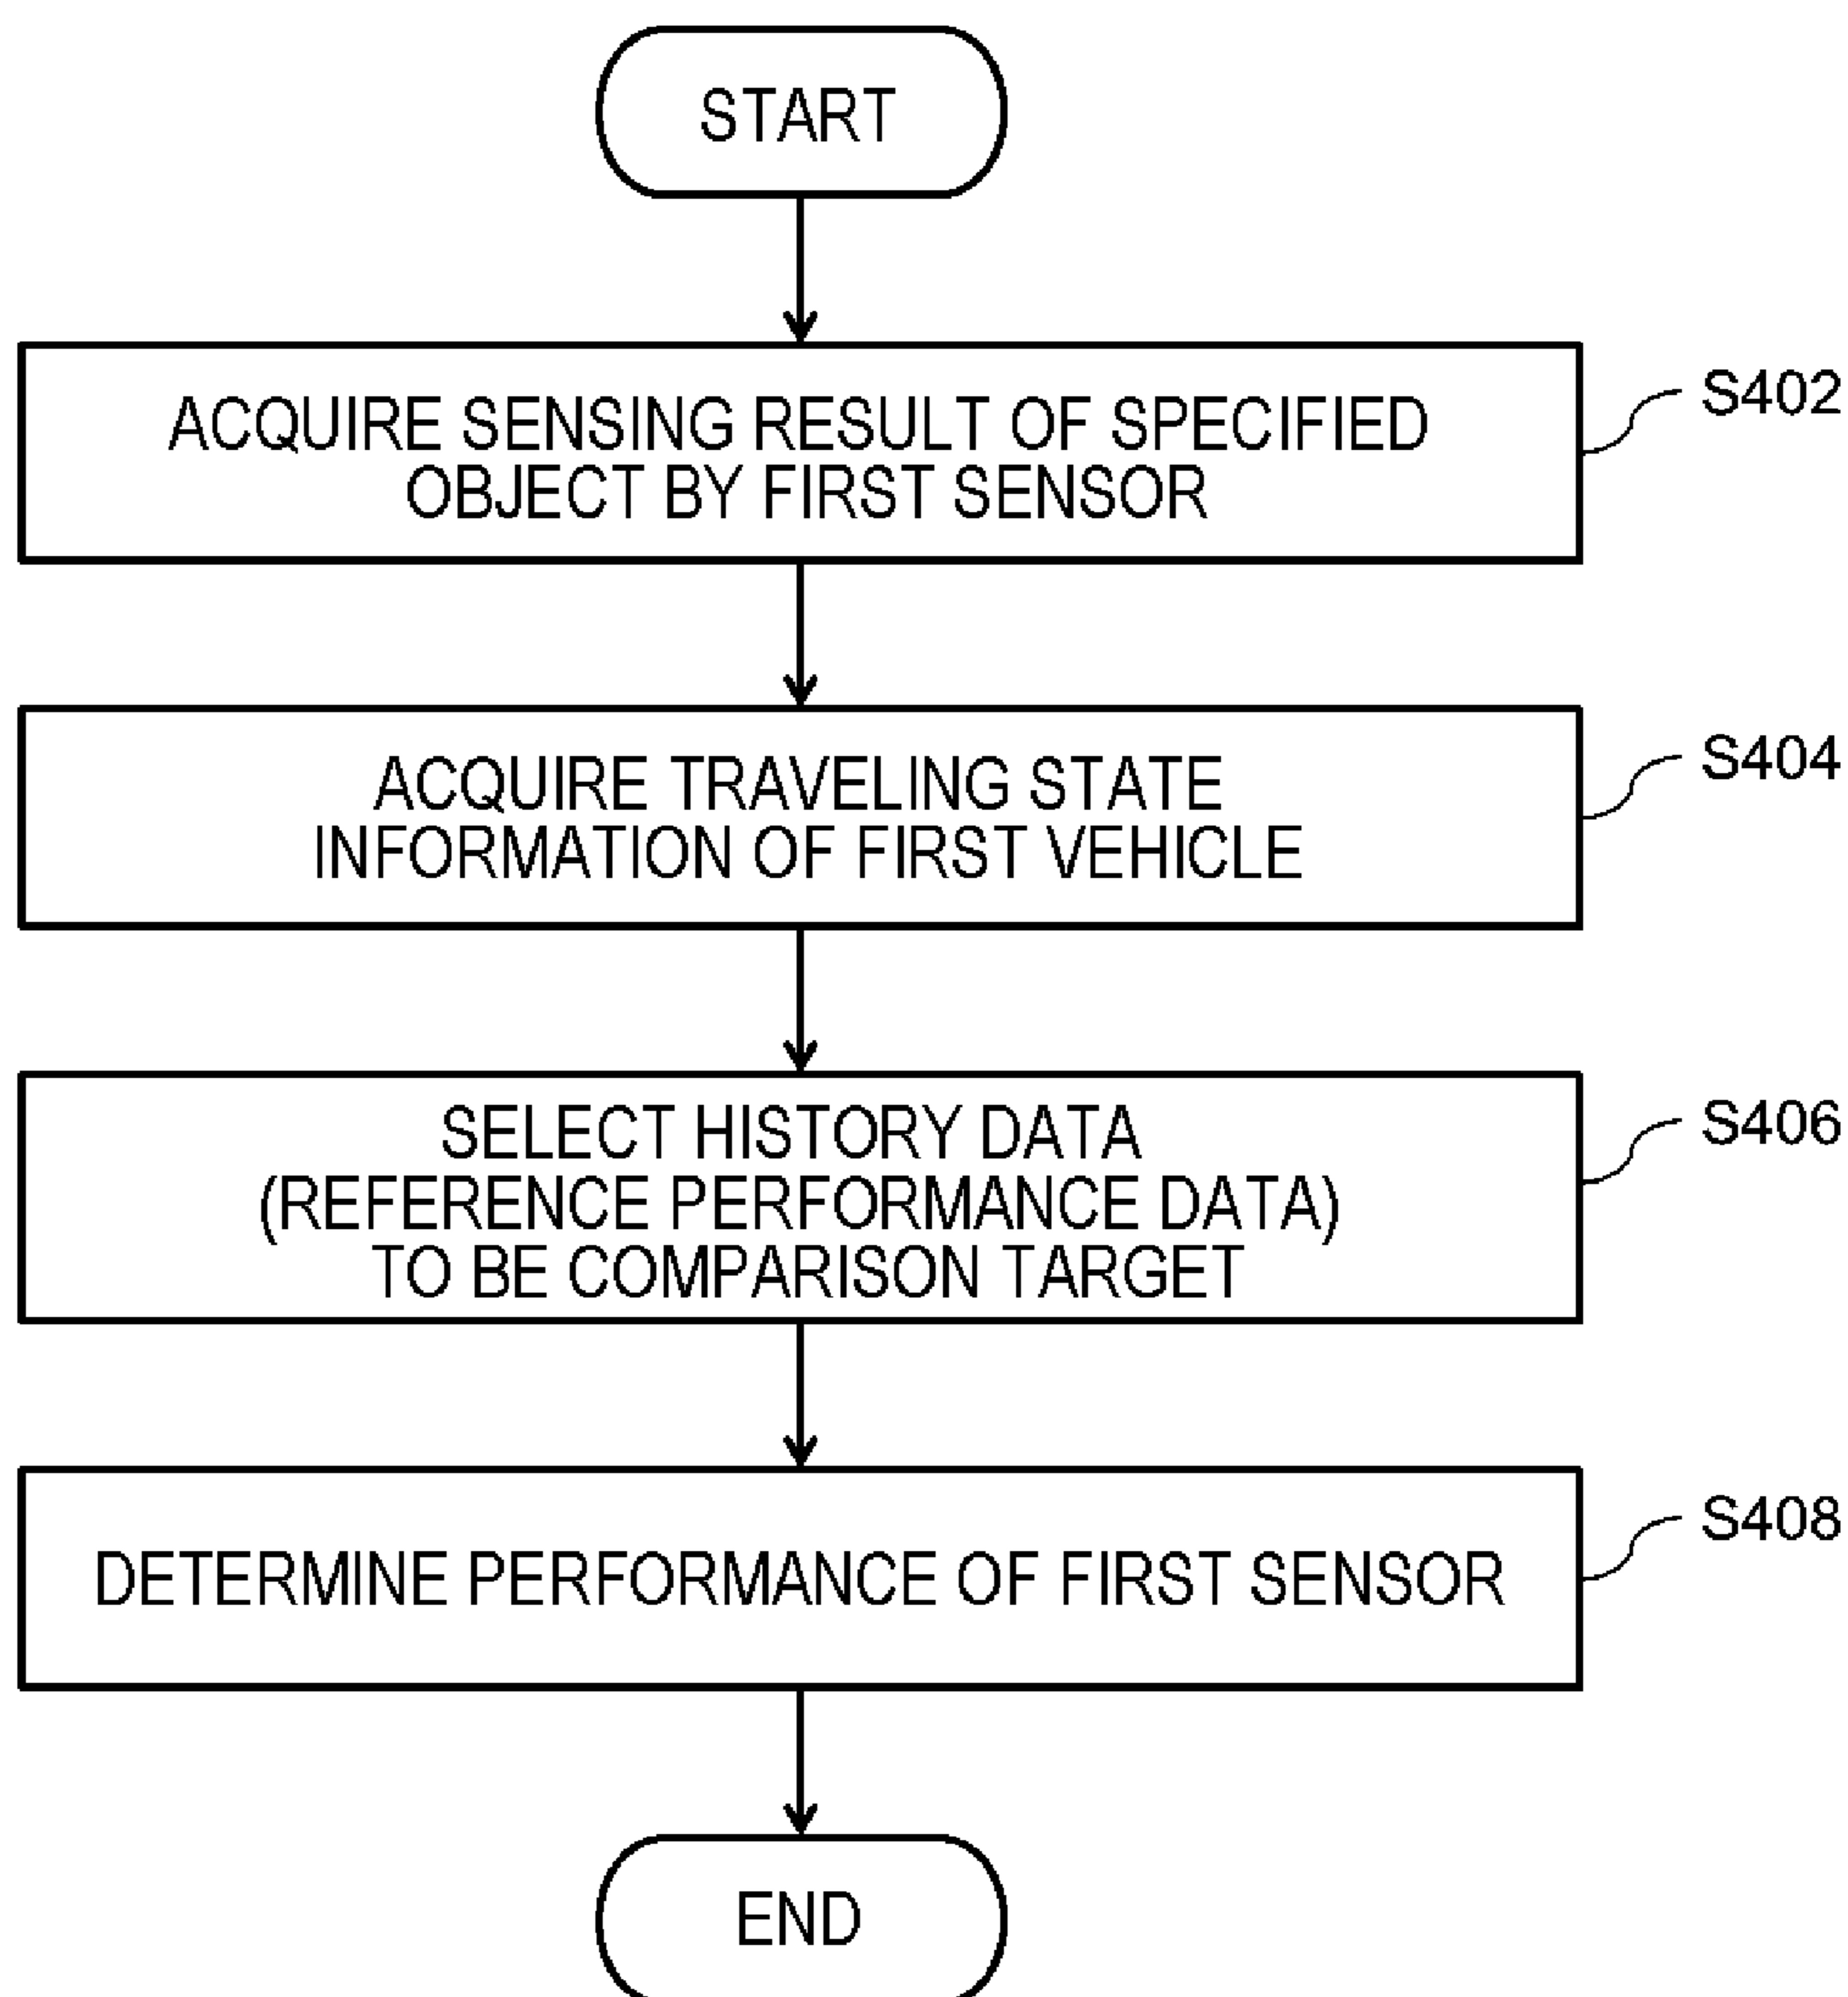 START
ACQUIRE SENSING RESULT OF SPECIFIED
OBJECT BY FIRST SENSOR
S402
ACQUIRE TRAVELING STATE
INFORMATION OF FIRST VEHICLE
S404
SELECT HISTORY DATA
(REFERENCE PERFORMANCE DATA)
TO BE COMPARISON TARGET
S406
DETERMINE PERFORMANCE OF FIRST SENSOR
S408
END